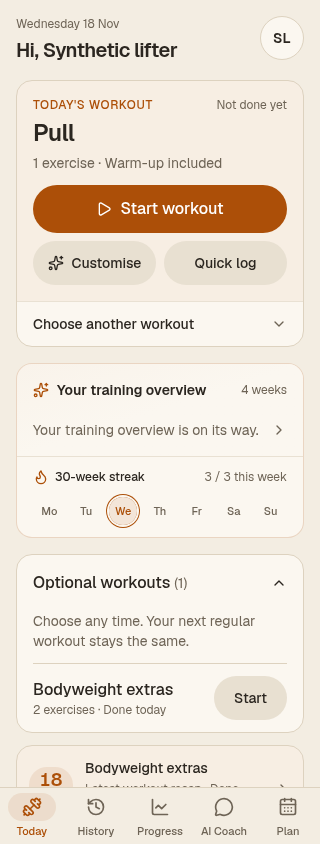 Wednesday 18 Nov
Hi, Synthetic lifter
SL
TODAY'S WORKOUT
Not done yet
Pull
1 exercise · Warm-up included
Start workout
Customise
Quick log
Choose another workout
Your training overview
4 weeks
Your training overview is on its way.
30-week streak
3 / 3 this week
Mo Tu We Th Fr Sa Su
Optional workouts (1)
Choose any time. Your next regular
workout stays the same.
Bodyweight extras
2 exercises · Done today
Start
18
Bodyweight extras
Today History Progress AI Coach Plan